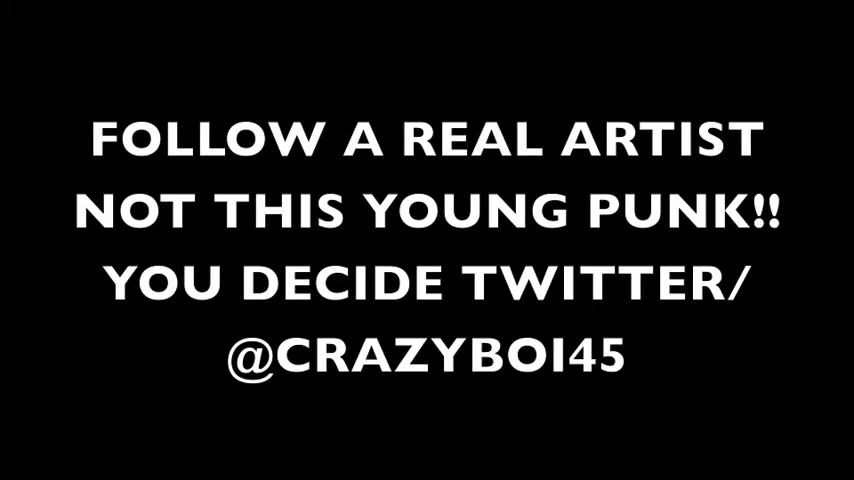 FOLLOW A REAL ARTIST
NOT THIS YOUNG PUNK!!
YOU DECIDE TWITTER/
@CRAZYBOI45